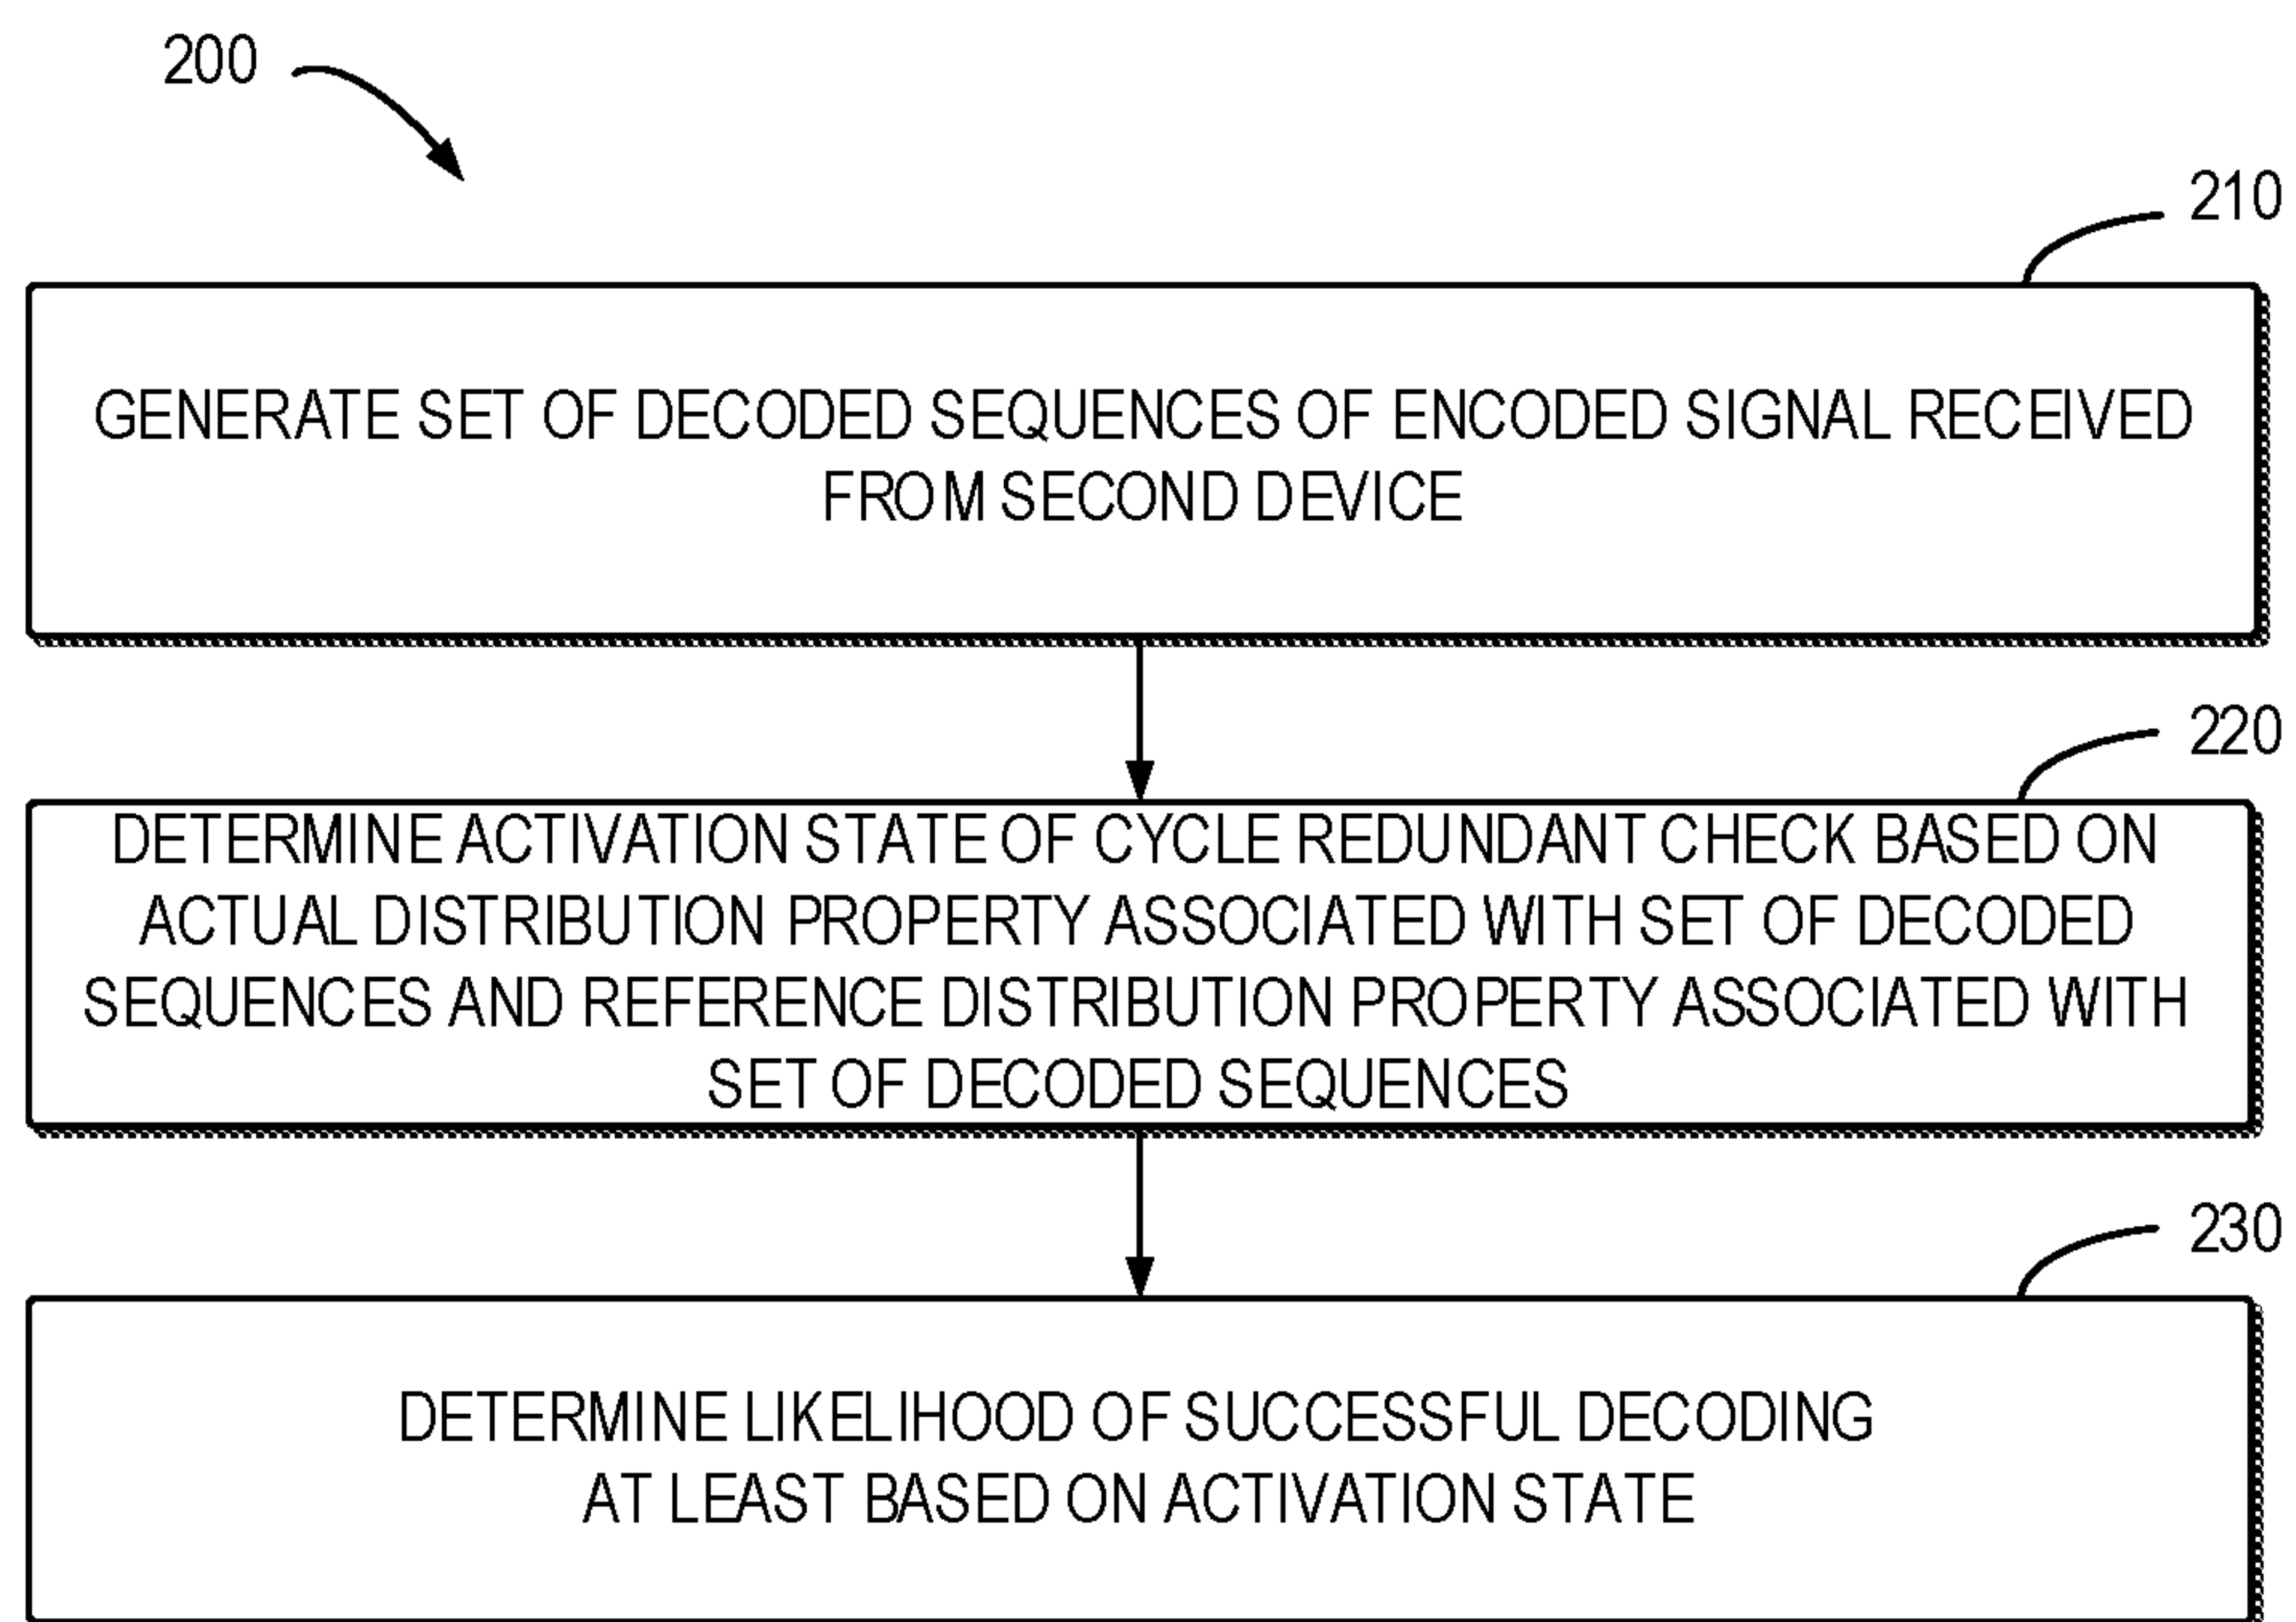 200
210
GENERATE SET OF DECODED SEQUENCES OF ENCODED SIGNAL RECEIVED
FROM SECOND DEVICE
220
DETERMINE ACTIVATION STATE OF CYCLE REDUNDANT CHECK BASED ON
ACTUAL DISTRIBUTION PROPERTY ASSOCIATED WITH SET OF DECODED
SEQUENCES AND REFERENCE DISTRIBUTION PROPERTY ASSOCIATED WITH
SET OF DECODED SEQUENCES
230
DETERMINE LIKELIHOOD OF SUCCESSFUL DECODING
AT LEAST BASED ON ACTIVATION STATE